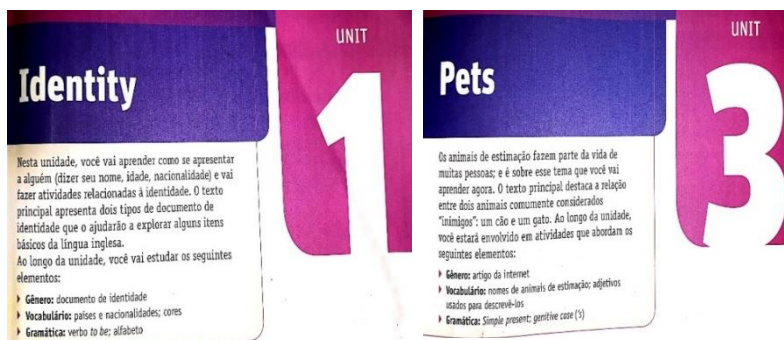 UNIT
1
Identity
Nesta unidade, você vai aprender como se apresentar
a alguém (dizer seu nome, idade, nacionalidade) e vai
fazer atividades relacionadas à identidade. O texto
principal apresenta dois tipos de documento de
identidade que o ajudarão a explorar alguns itens
básicos da língua inglesa.
Ao longo da unidade, você vai estudar os seguintes
elementos:
Gênero: documento de identidade
Vocabulário: países e nacionalidades; cores
Gramática: verbo to be; alfabeto
UNIT
3
Pets
Os animais de estimação fazem parte da vida de
muitas pessoas; e é sobre esse tema que você vai
aprender agora. O texto principal destaca a relação
entre dois animais comumente considerados
"inimigos": um cão e um gato. Ao longo da unidade,
você estará envolvido em atividades que abordam os
seguintes elementos:
Gênero: artigo da internet
Vocabulário: nomes de animais de estimação; adjetivos
usados para descrevê-los
Gramática: Simple present; genitive case ('s)